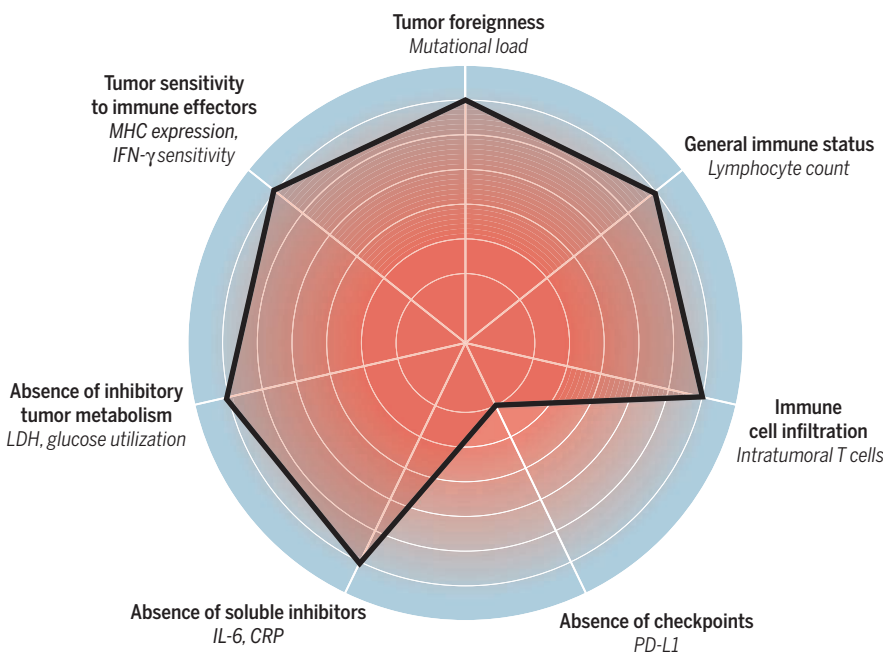 Tumor foreignness
Mutational load
Tumor sensitivity
to immune effectors
MHC expression,
IFN-γ sensitivity
General immune status
Lymphocyte count
Absence of inhibitory
tumor metabolism
LDH, glucose utilization
Immune
cell infiltration
Intratumoral T cells
Absence of soluble inhibitors
IL-6, CRP
Absence of checkpoints
PD-L1